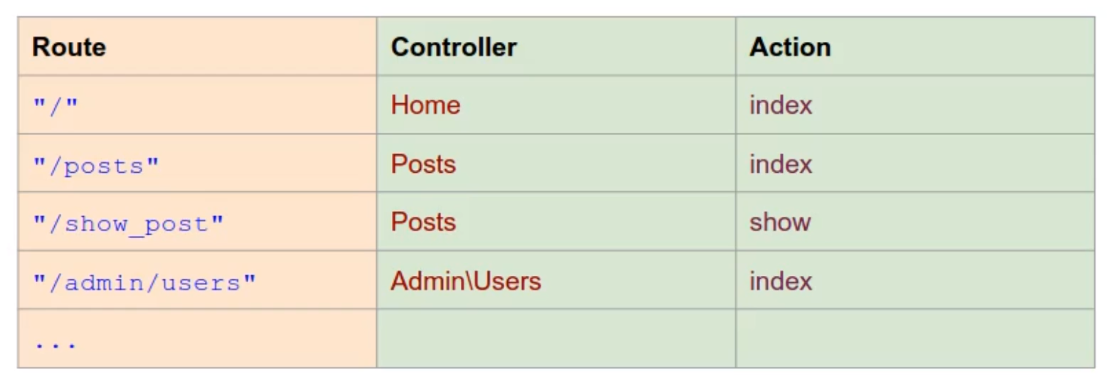 Route Controller Action
"/" Home index
"/posts" Posts index
"/show_post" Posts show
"/admin/users" Admin\Users index
...